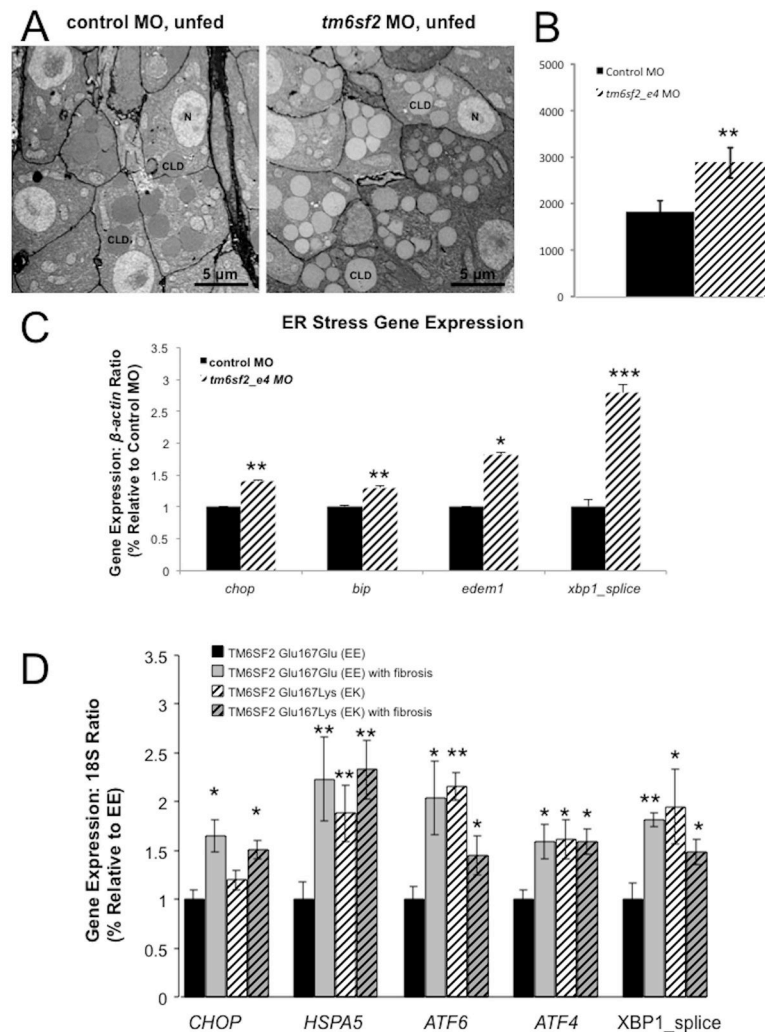 A
control MO, unfed
tm6sf2 MO, unfed
N
CLD
CLD
5 µm
CLD
N
CLD
5 µm
B
5000
4000
3000
2000
1000
0
Control MO
tm6sf2_e4 MO
**
C
ER Stress Gene Expression
Gene Expression: β-actin Ratio
(% Relative to Control MO)
3.5
3
2.5
2
1.5
1
0.5
0
control MO
tm6sf2_e4 MO
**
**
*
***
chop bip edem1 xbp1_splice
D
Gene Expression: 18S Ratio
(% Relative to EE)
3.5
3
2.5
2
1.5
1
0.5
0
TM6SF2 Glu167Glu (EE)
TM6SF2 Glu167Glu (EE) with fibrosis
TM6SF2 Glu167Lys (EK)
TM6SF2 Glu167Lys (EK) with fibrosis
* *
** ** **
* ** *
* * *
** * *
CHOP HSPA5 ATF6 ATF4 XBP1_splice